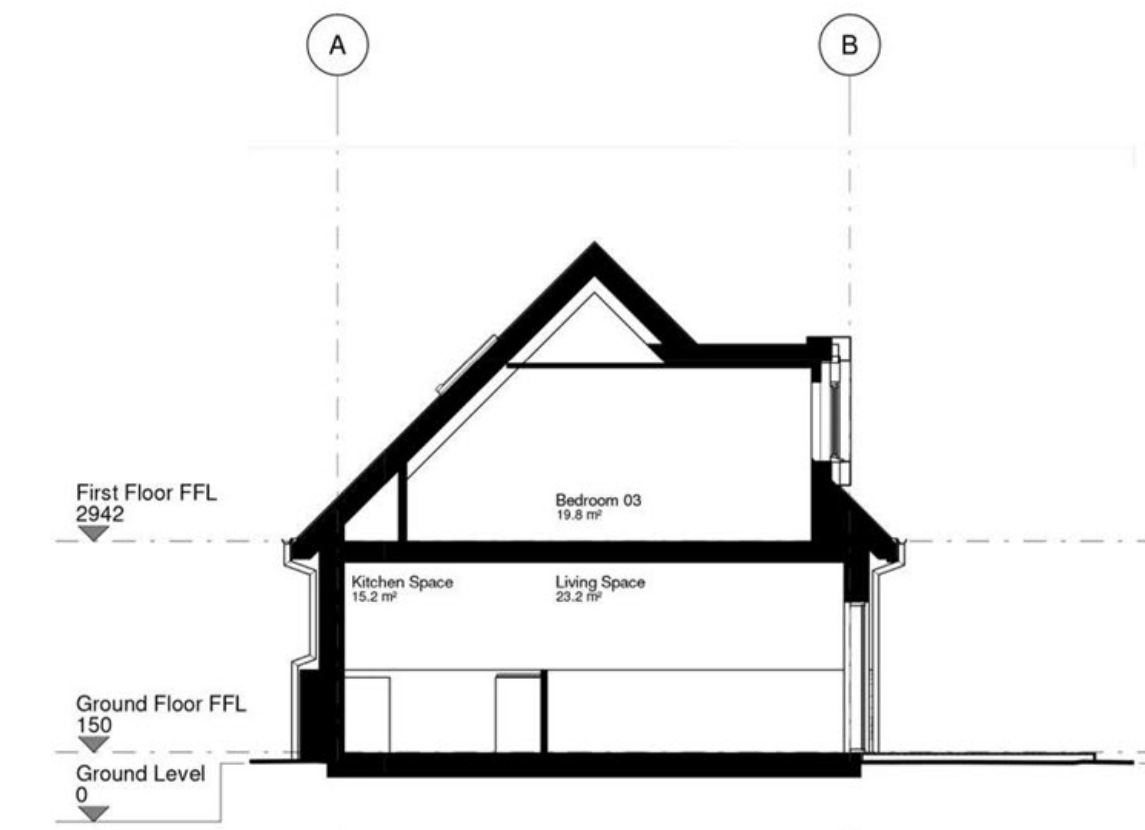 A
B
First Floor FFL
2942
Bedroom 03
19.8 m²
Kitchen Space
15.2 m²
Living Space
23.2 m²
Ground Floor FFL
150
Ground Level
0